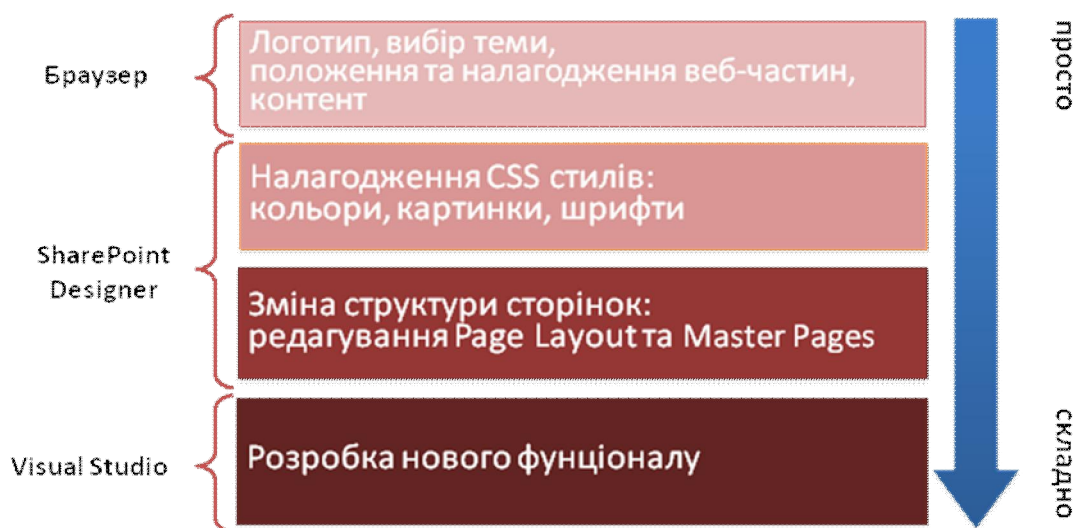 Браузер
Логотип, вибір теми,
положення та налагодження веб-частин,
контент
просто
SharePoint
Designer
Налагодження CSS стилів:
кольори, картинки, шрифти
Зміна структури сторінок:
редагування Page Layout та Master Pages
Visual Studio
Розробка нового фунціоналу
складно